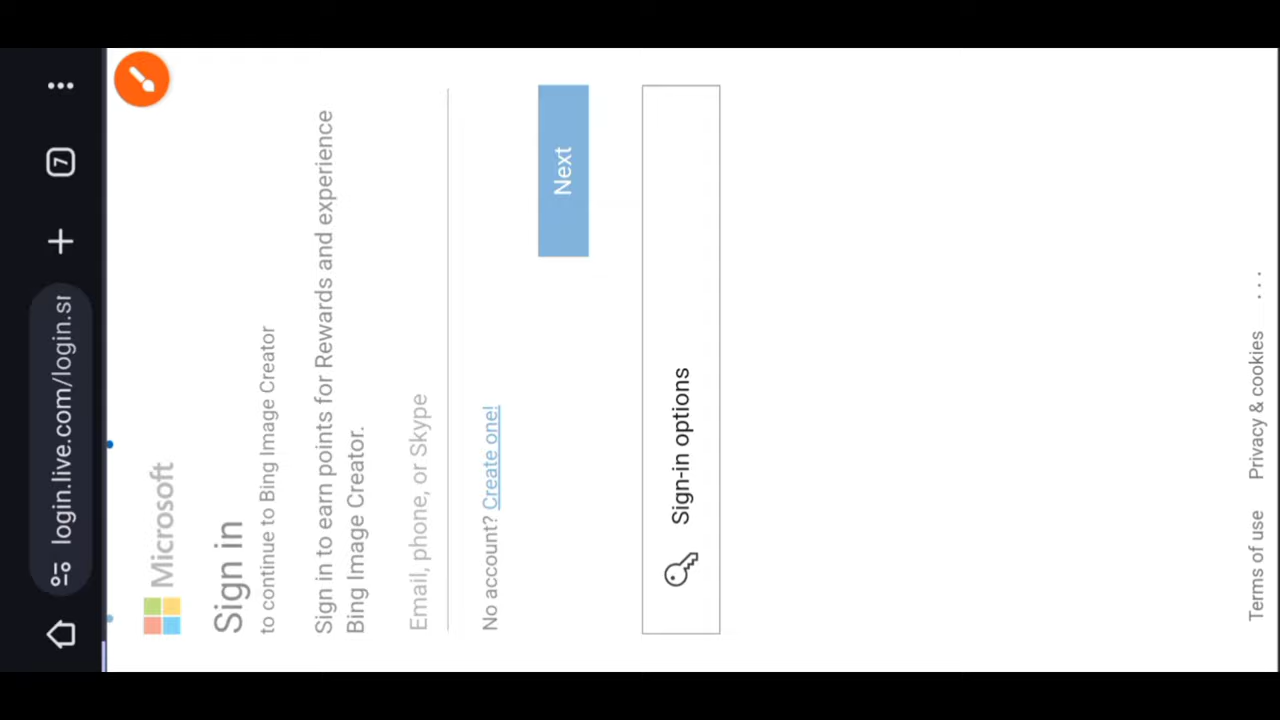 login.live.com/login.sr
7
Microsoft
Sign in
to continue to Bing Image Creator
Sign in to earn points for Rewards and experience
Bing Image Creator.
Email, phone, or Skype
No account? Create one!
Next
Sign-in options
Terms of use Privacy & cookies ...